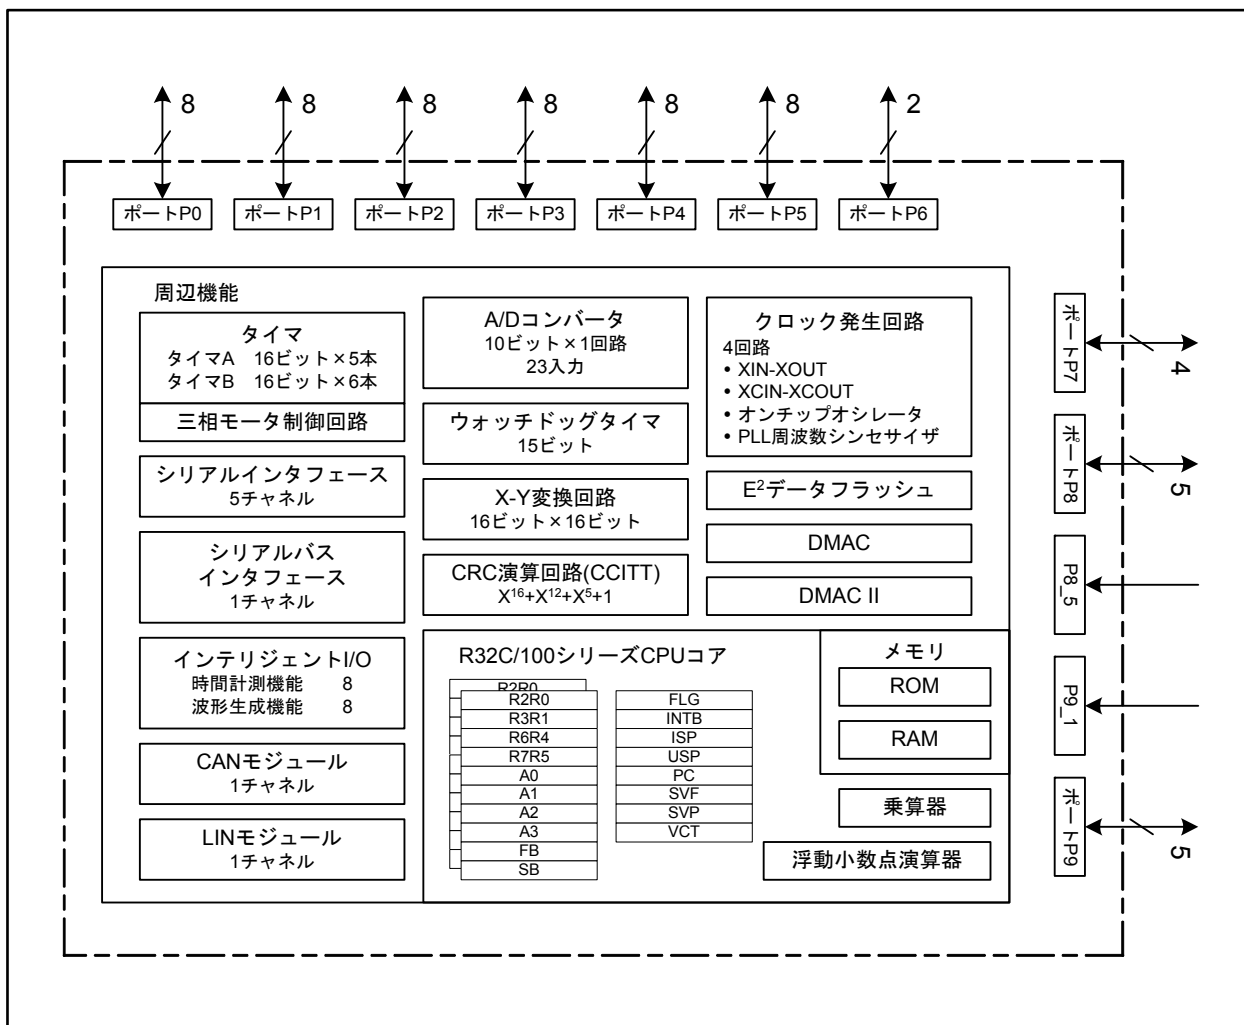 8
8
8
8
8
8
2
ポートP0
ポートP1
ポートP2
ポートP3
ポートP4
ポートP5
ポートP6
周辺機能
タイマ
タイマA 16ビット×5本
タイマB 16ビット×6本
三相モータ制御回路
シリアルインタフェース
5チャネル
シリアルバス
インタフェース
1チャネル
インテリジェントI/O
時間計測機能 8
波形生成機能 8
CANモジュール
1チャネル
LINモジュール
1チャネル
A/Dコンバータ
10ビット×1回路
23入力
ウォッチドッグタイマ
15ビット
X-Y変換回路
16ビット×16ビット
CRC演算回路(CCITT)
X¹⁶+X¹²+X⁵+1
クロック発生回路
4回路
• XIN-XOUT
• XCIN-XCOUT
• オンチップオシレータ
• PLL周波数シンセサイザ
E²データフラッシュ
DMAC
DMAC II
R32C/100シリーズCPUコア
R2R0
R2R0
R3R1
R6R4
R7R5
A0
A1
A2
A3
FB
SB
FLG
INTB
ISP
USP
PC
SVF
SVP
VCT
メモリ
ROM
RAM
乗算器
浮動小数点演算器
ポートP7
4
ポートP8
5
P8_5
P9_1
ポートP9
5